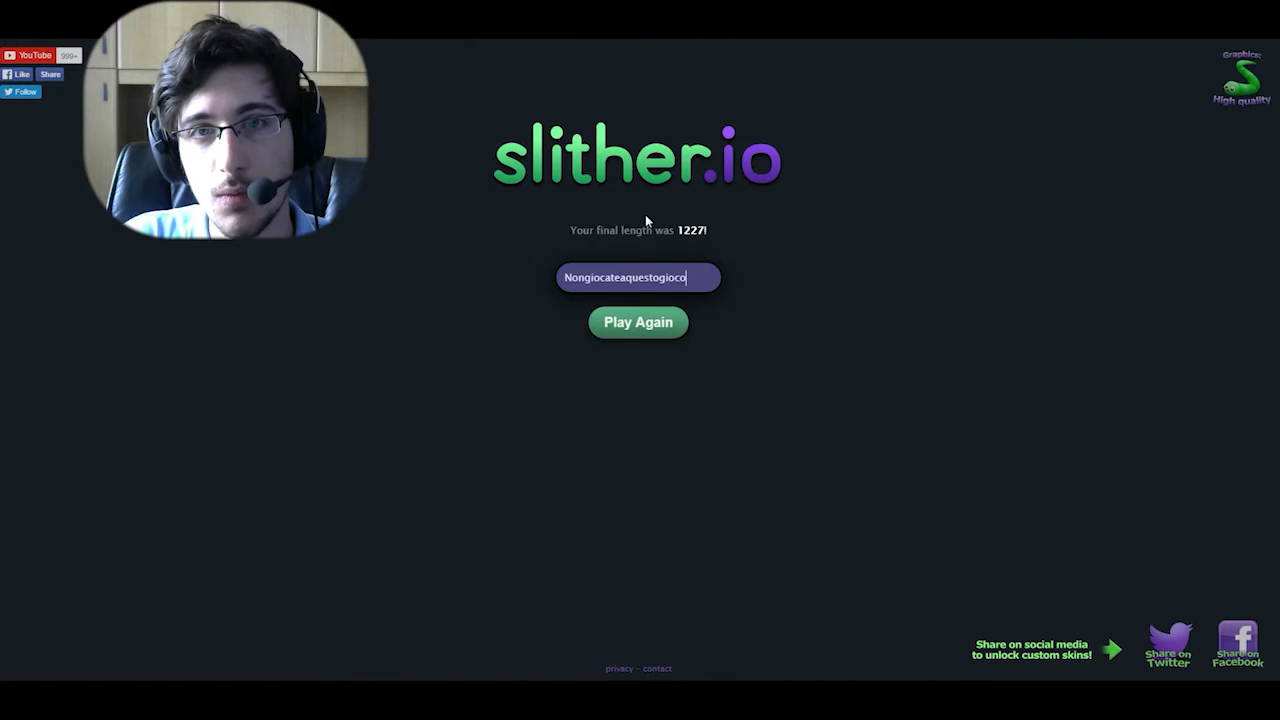 YouTube 999+
Like Share
Follow
Graphics:
High quality
slither.io
Your final length was 1227!
Nongiocateaquestogioco
Play Again
Share on social media
to unlock custom skins!
Share on
Twitter
Share on
Facebook
privacy - contact